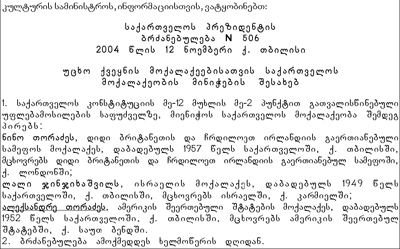 კულტურის სამინისტროს, ინფორმაციისთვის, ვატყობინებთ:
საქართველოს პრეზიდენტის
ბრძანებულება N 506
2004 წლის 12 ნოემბერი ქ. თბილისი
უცხო ქვეყნის მოქალაქეებისათვის საქართველოს
მოქალაქეობის მინიჭების შესახებ
1. საქართველოს კონსტიტუციის მე-12 მუხლის მე-2 პუნქტით გათვალისწინებული
უფლებამოსილების საფუძველზე, მიენიჭოს საქართველოს მოქალაქეობა შემდეგ
პირებს:
ნინო თორაძეს, დიდი ბრიტანეთის და ჩრდილოეთ ირლანდიის გაერთიანებული
სამეფოს მოქალაქეს, დაბადებულს 1957 წელს საქართველოში, ქ. თბილისში,
მცხოვრებს დიდი ბრიტანეთის და ჩრდილოეთ ირლანდიის გაერთიანებულ სამეფოში,
ქ. ლონდონში;
ლალი ჯინჯიხაშვილს, ისრაელის მოქალაქეს, დაბადებულს 1949 წელს
საქართველოში, ქ. თბილისში, მცხოვრებს ისრაელში, ქ. კარმიელში;
ალექსანდრე თორაძეს, ამერიკის შეერთებული შტატების მოქალაქეს, დაბადებულს
1952 წელს საქართველოში, ქ. თბილისში, მცხოვრებს ამერიკის შეერთებულ
შტატებში, ქ. საუთ ბენდში.
2. ბრძანებულება ამოქმედდეს ხელმოწერის დღიდან.